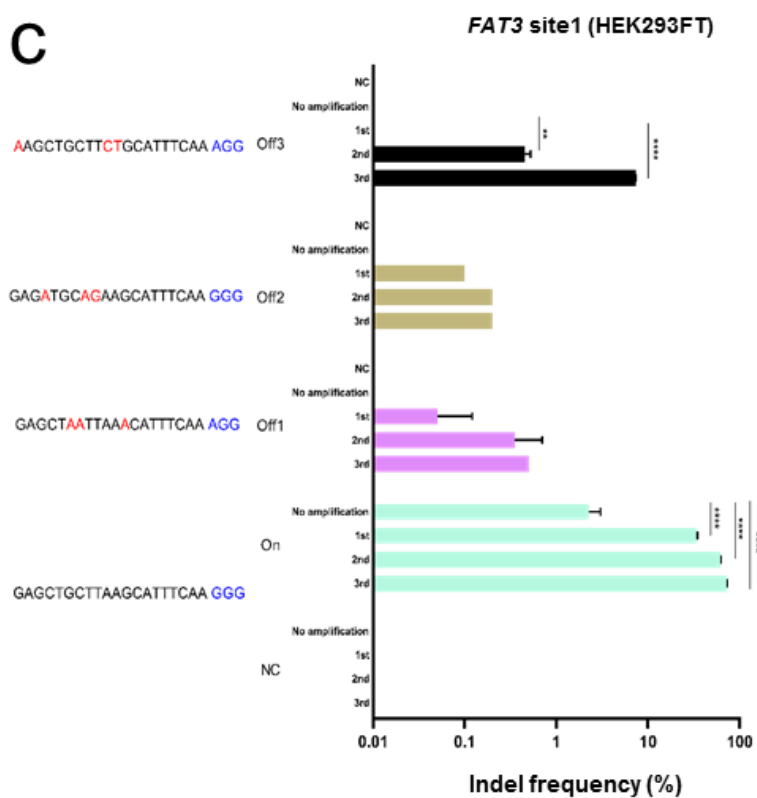 C
FAT3 site1 (HEK293FT)
NC
No amplification
1st
2nd
3rd
AAGCTGCTTCTGCATTTCAA AGG Off3
**
****
NC
No amplification
1st
2nd
3rd
GAGATGCAGAAGCATTTCAA GGG Off2
NC
No amplification
1st
2nd
3rd
GAGCTAATTAAACATTTCAA AGG Off1
No amplification
1st
2nd
3rd
On
****
****
GAGCTGCTTAAGCATTTCAA GGG
No amplification
1st
2nd
3rd
NC
0.01 0.1 1 10 100
Indel frequency (%)